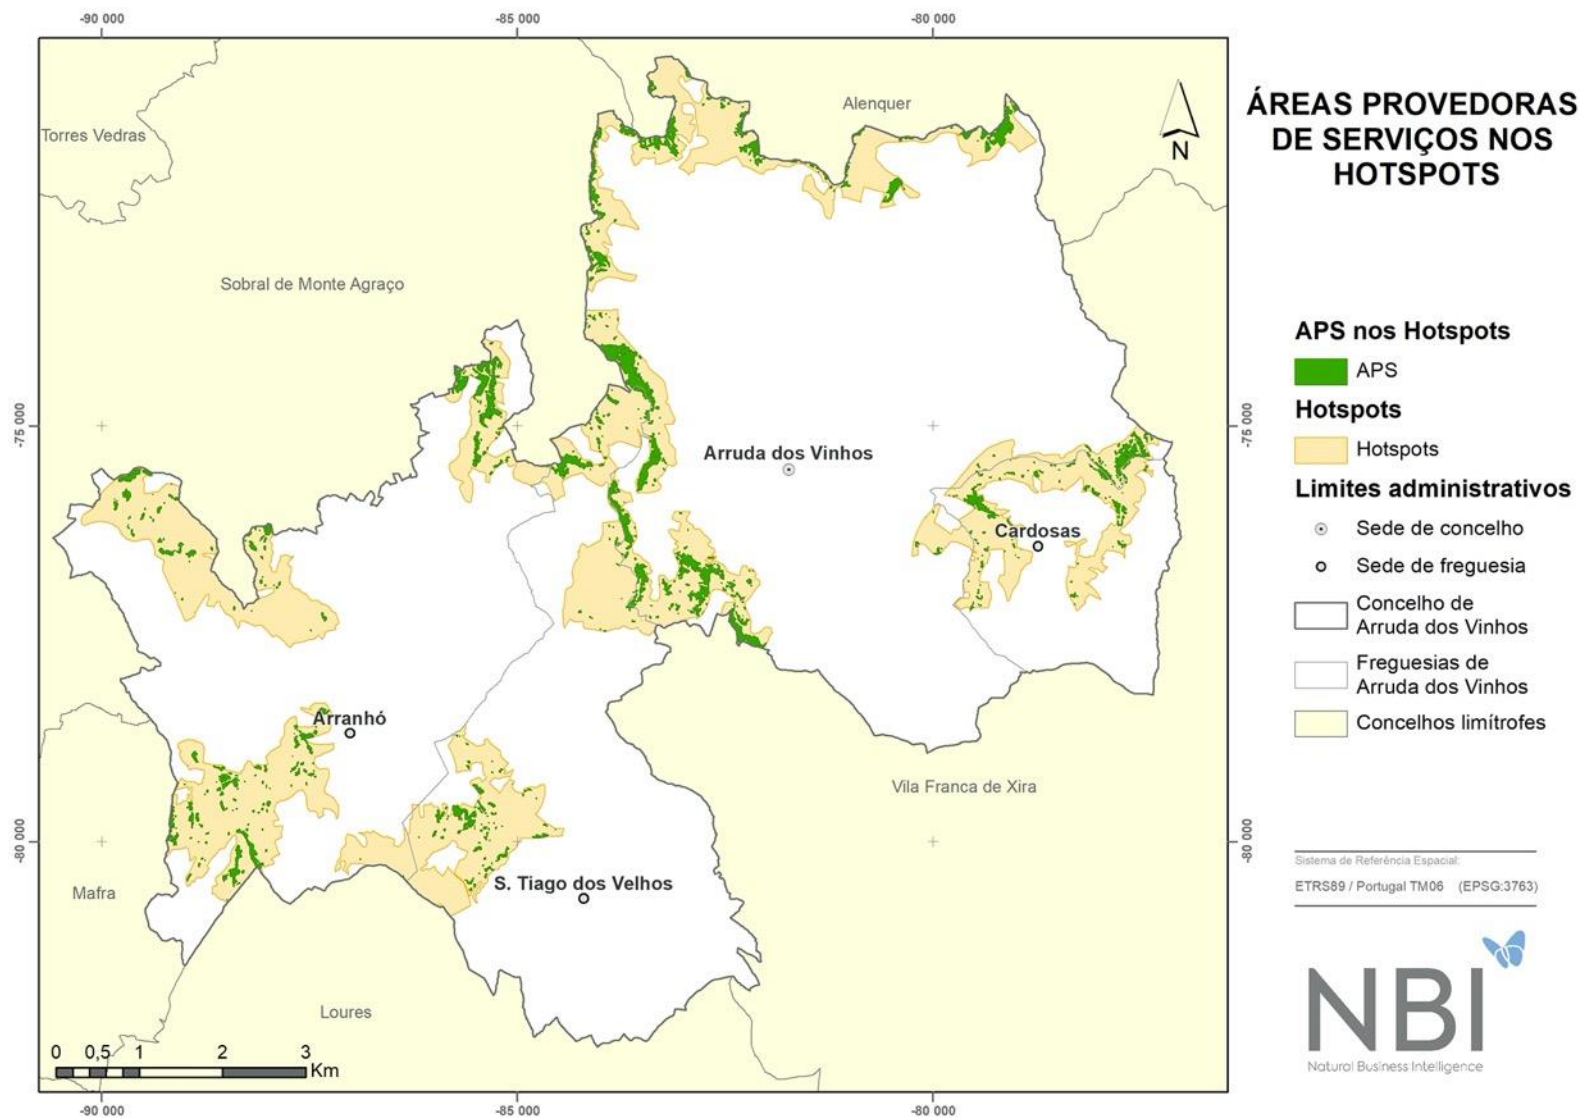 -90 000
-85 000
-80 000
ÁREAS PROVEDORAS
DE SERVIÇOS NOS
HOTSPOTS
Alenquer
Torres Vedras
N
Sobral de Monte Agraço
APS nos Hotspots
APS
Hotspots
Hotspots
-75 000
-75 000
Arruda dos Vinhos
Limites administrativos
Sede de concelho
Cardosas
Sede de freguesia
Concelho de
Arruda dos Vinhos
Freguesias de
Arruda dos Vinhos
Concelhos limítrofes
Arranhó
Vila Franca de Xira
-80 000
-80 000
Sistema de Referência Espacial:
ETRS89 / Portugal TM06 (EPSG:3763)
Mafra
S. Tiago dos Velhos
Loures
NBI
Natural Business Intelligence
0 0,5 1 2 3
Km
-90 000
-85 000
-80 000